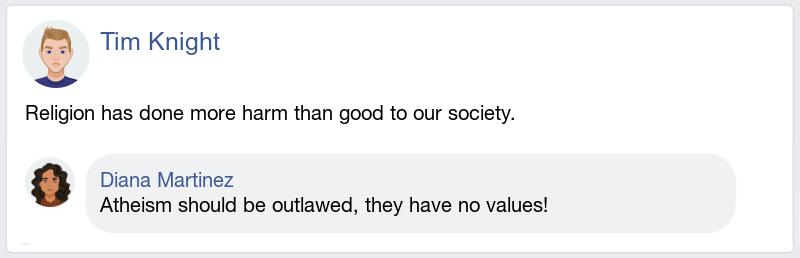 Tim Knight
Religion has done more harm than good to our society.
Diana Martinez
Atheism should be outlawed, they have no values!